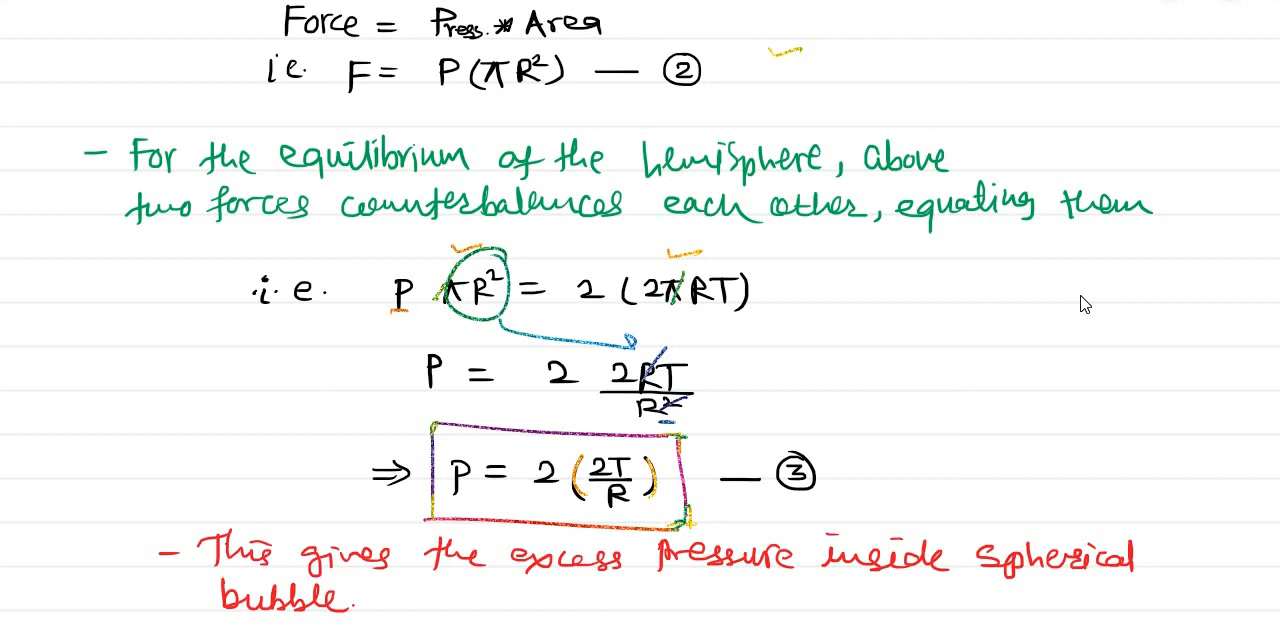 Force = Press. * Area
i.e. F = P(πR²) — ②
- For the equilibrium of the hemisphere, above
two forces counterbalances each other, equating them
i.e. P πR² = 2 (2πRT)
P = 2 2RT/R²
⇒ P = 2 (2T/R) — ③
- This gives the excess pressure inside spherical
bubble.